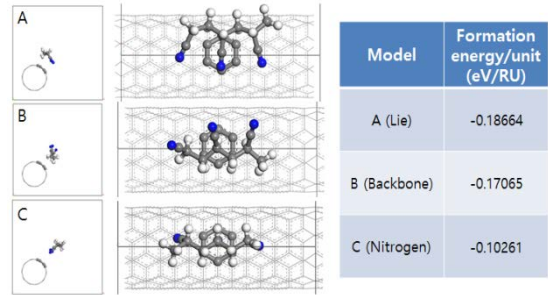 A
B
C
Model
Formation
energy/unit
(eV/RU)
A (Lie)
-0.18664
B (Backbone)
-0.17065
C (Nitrogen)
-0.10261